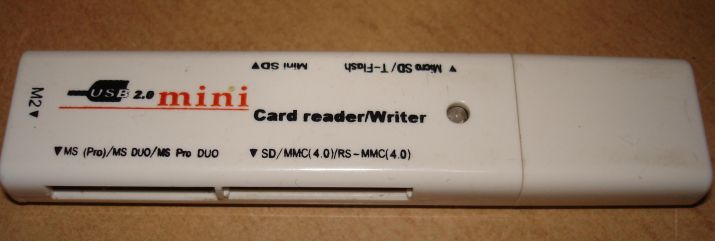 Mini SD▼ ▼ Micro SD/T-Flash
M2▼
USB 2.0 mini
Card reader/Writer
▼MS (Pro)/MS DUO/MS Pro DUO ▼SD/MMC(4.0)/RS-MMC(4.0)